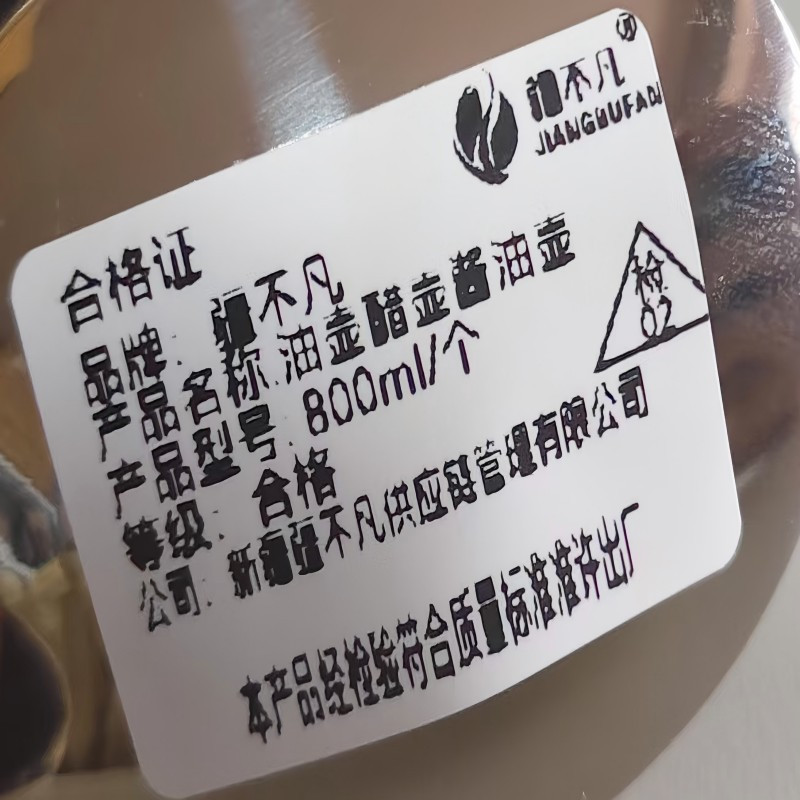 疆不凡®
JIANGBUFAN
合格证
品牌:疆不凡
产品名称:油壶醋壶酱油壶
产品型号:800ml/个
等级:合格
公司:新疆疆不凡供应链管理有限公司
检
02
本产品经检验符合质量标准准许出厂